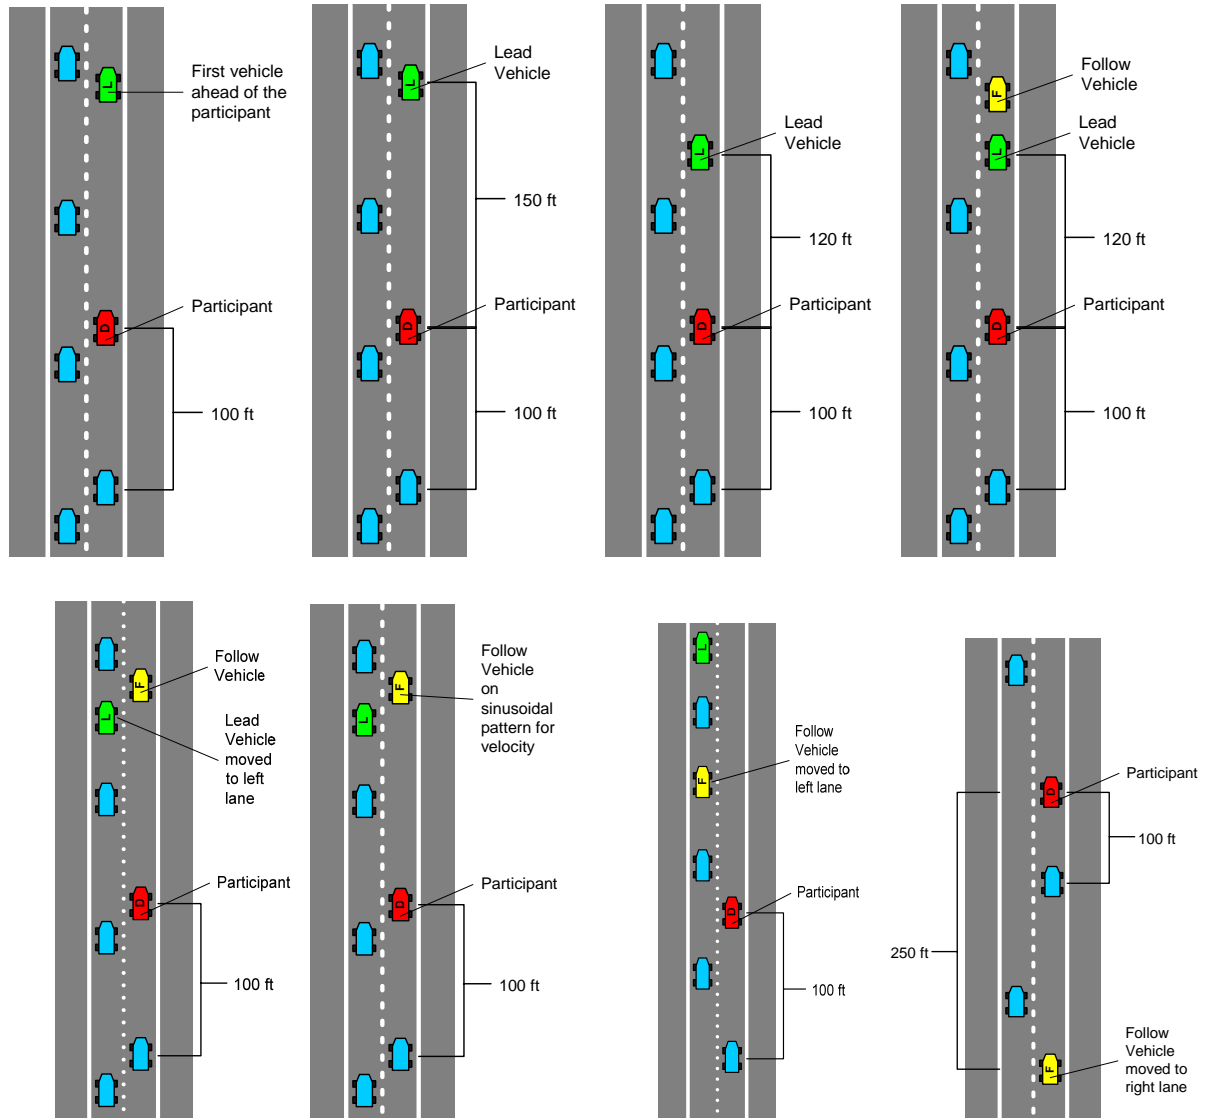 L
First vehicle
ahead of the
participant
D
Participant
100 ft
L
Lead
Vehicle
150 ft
D
Participant
100 ft
L
Lead
Vehicle
120 ft
D
Participant
100 ft
F
Follow
Vehicle
L
Lead
Vehicle
120 ft
D
Participant
100 ft
F
Follow
Vehicle
L
Lead
Vehicle
moved
to left
lane
D
Participant
100 ft
F
Follow
Vehicle
on
sinusoidal
pattern for
velocity
L
D
Participant
100 ft
L
F
Follow
Vehicle
moved to
left lane
D
Participant
100 ft
D
Participant
100 ft
250 ft
F
Follow
Vehicle
moved to
right lane